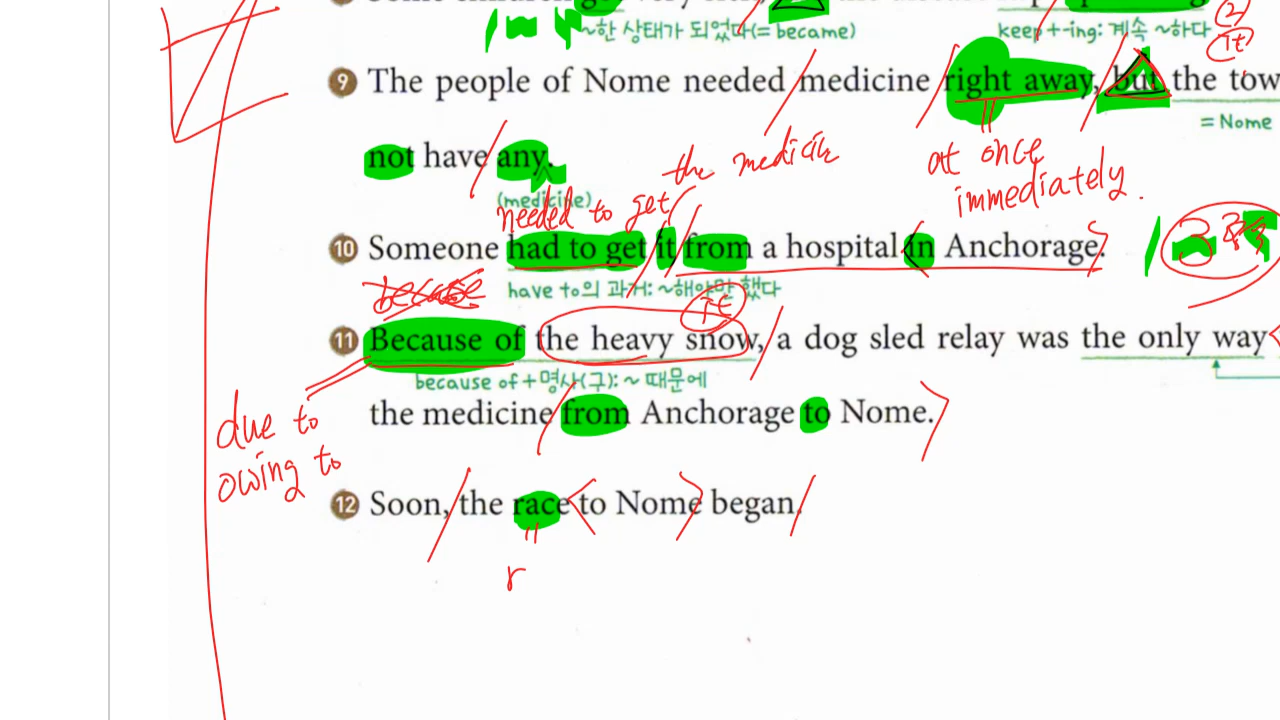 ~한 상태가 되었다(= became)
keep + -ing: 계속 ~하다
9 The people of Nome needed medicine right away, but the tow
= Nome
not have any.
the medicine
at once
immediately.
(medicine)
needed to get
10 Someone had to get it from a hospital in Anchorage.
because
have to의 과거: ~해야만 했다
11 Because of the heavy snow, a dog sled relay was the only way
because of + 명사(구): ~ 때문에
due to
owing to
the medicine from Anchorage to Nome.
12 Soon, the race to Nome began.
r